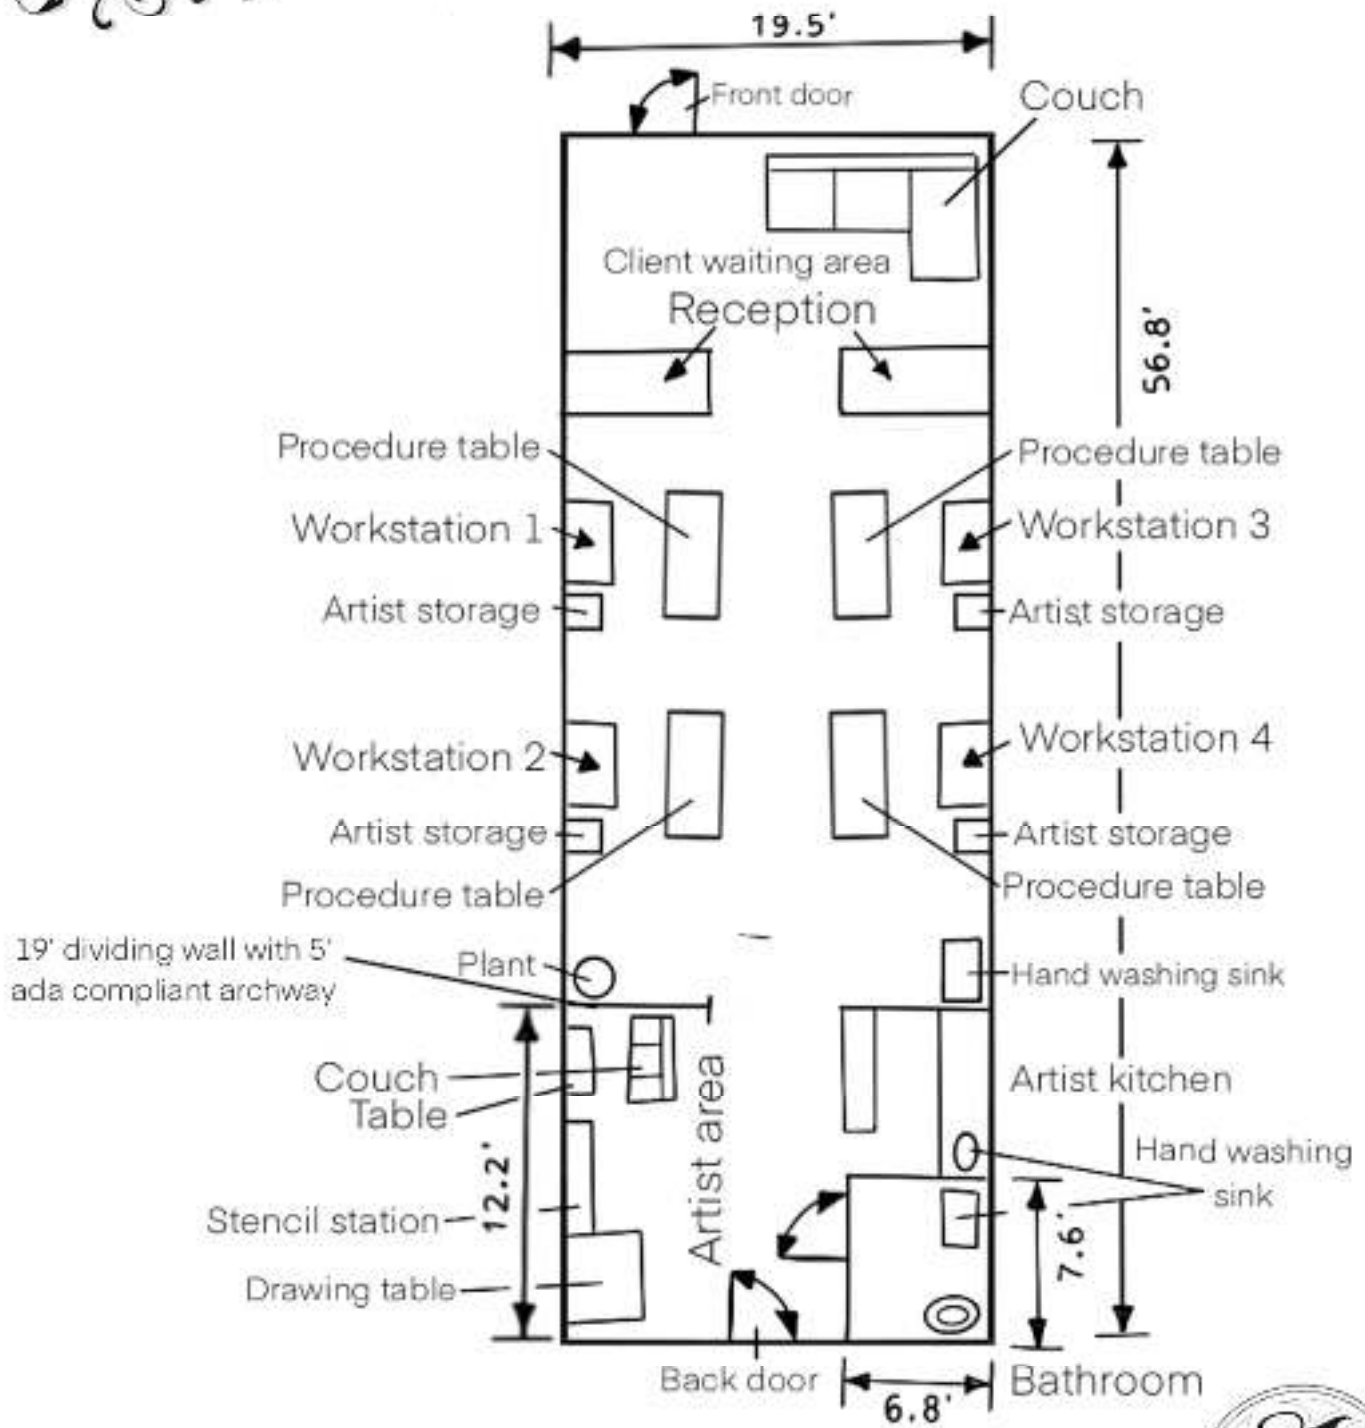 19.5'
Front door
Couch
Client waiting area
Reception
56.8'
Procedure table
Procedure table
Workstation 1
Workstation 3
Artist storage
Artist storage
Workstation 2
Workstation 4
Artist storage
Artist storage
Procedure table
Procedure table
19' dividing wall with 5'
ada compliant archway
Plant
Hand washing sink
Couch
Table
Artist area
Artist kitchen
12.2'
Hand washing
sink
Stencil station
7.6'
Drawing table
Back door
6.8'
Bathroom